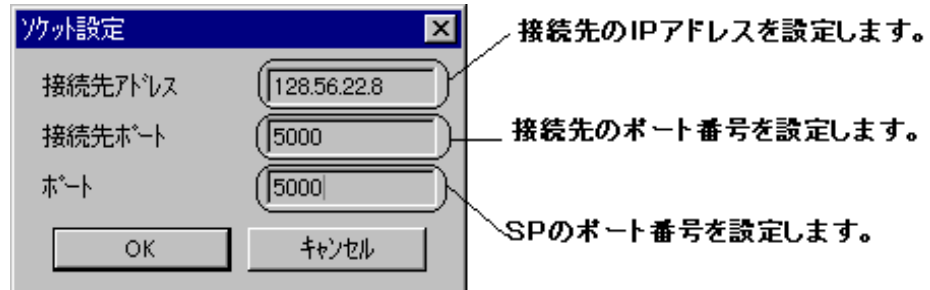 ソケット設定
接続先アドレス
128.56.22.8
接続先のIPアドレスを設定します。
接続先ポート
5000
接続先のポート番号を設定します。
ポート
5000
SPのポート番号を設定します。
OK
キャンセル